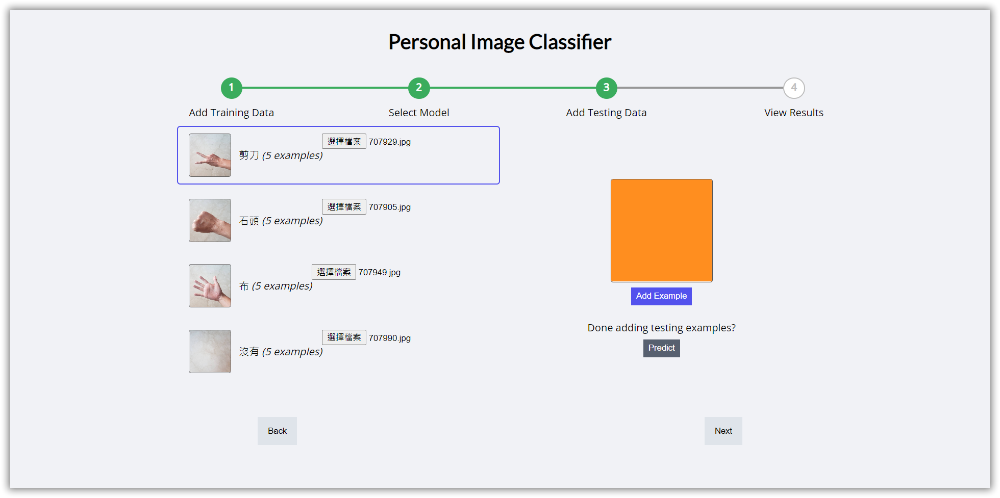 Personal Image Classifier
1
2
3
4
Add Training Data
Select Model
Add Testing Data
View Results
選擇檔案 707929.jpg
剪刀 (5 examples)
選擇檔案 707905.jpg
石頭 (5 examples)
選擇檔案 707949.jpg
布 (5 examples)
選擇檔案 707990.jpg
沒有 (5 examples)
Add Example
Done adding testing examples?
Predict
Back
Next